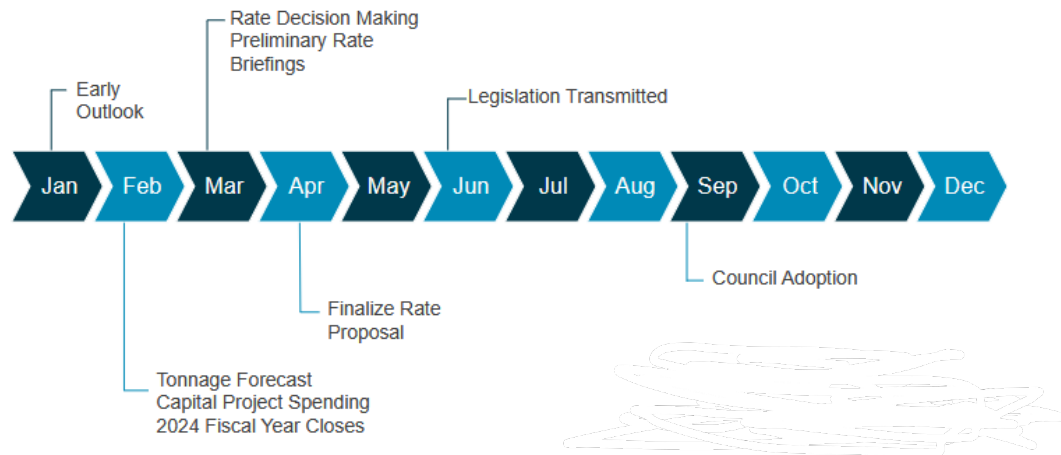 Rate Decision Making
Preliminary Rate
Briefings
Early
Outlook
Legislation Transmitted
Jan Feb Mar Apr May Jun Jul Aug Sep Oct Nov Dec
Council Adoption
Finalize Rate
Proposal
Tonnage Forecast
Capital Project Spending
2024 Fiscal Year Closes